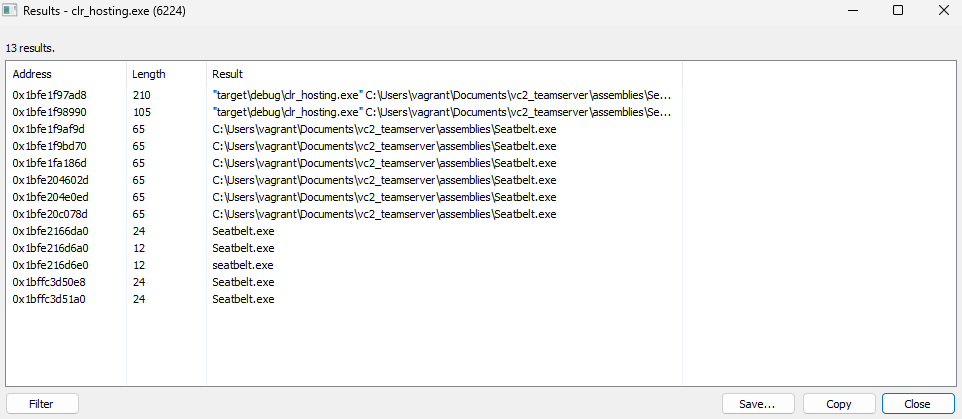 Results - clr_hosting.exe (6224)
13 results.
Address Length Result
0x1bfe1f97ad8 210 "target\debug\clr_hosting.exe" C:\Users\vagrant\Documents\vc2_teamserver\assemblies\Se...
0x1bfe1f98990 105 "target\debug\clr_hosting.exe" C:\Users\vagrant\Documents\vc2_teamserver\assemblies\Se...
0x1bfe1f9af9d 65 C:\Users\vagrant\Documents\vc2_teamserver\assemblies\Seatbelt.exe
0x1bfe1f9bd70 65 C:\Users\vagrant\Documents\vc2_teamserver\assemblies\Seatbelt.exe
0x1bfe1fa186d 65 C:\Users\vagrant\Documents\vc2_teamserver\assemblies\Seatbelt.exe
0x1bfe204602d 65 C:\Users\vagrant\Documents\vc2_teamserver\assemblies\Seatbelt.exe
0x1bfe204e0ed 65 C:\Users\vagrant\Documents\vc2_teamserver\assemblies\Seatbelt.exe
0x1bfe20c078d 65 C:\Users\vagrant\Documents\vc2_teamserver\assemblies\Seatbelt.exe
0x1bfe2166da0 24 Seatbelt.exe
0x1bfe216d6a0 12 Seatbelt.exe
0x1bfe216d6e0 12 seatbelt.exe
0x1bffc3d50e8 24 Seatbelt.exe
0x1bffc3d51a0 24 Seatbelt.exe
Filter Save... Copy Close